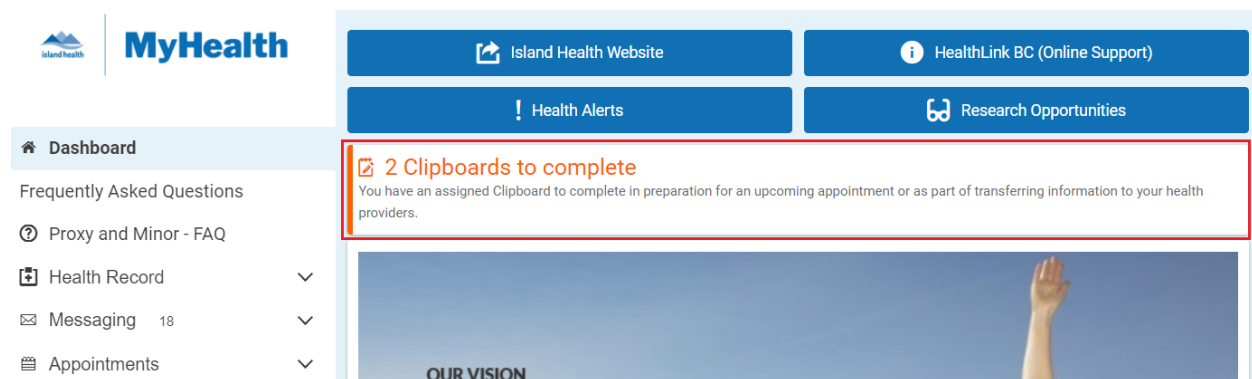 island health
MyHealth
Island Health Website
HealthLink BC (Online Support)
! Health Alerts
Research Opportunities
Dashboard
Frequently Asked Questions
Proxy and Minor - FAQ
Health Record
Messaging 18
Appointments
2 Clipboards to complete
You have an assigned Clipboard to complete in preparation for an upcoming appointment or as part of transferring information to your health
providers.
OUR VISION